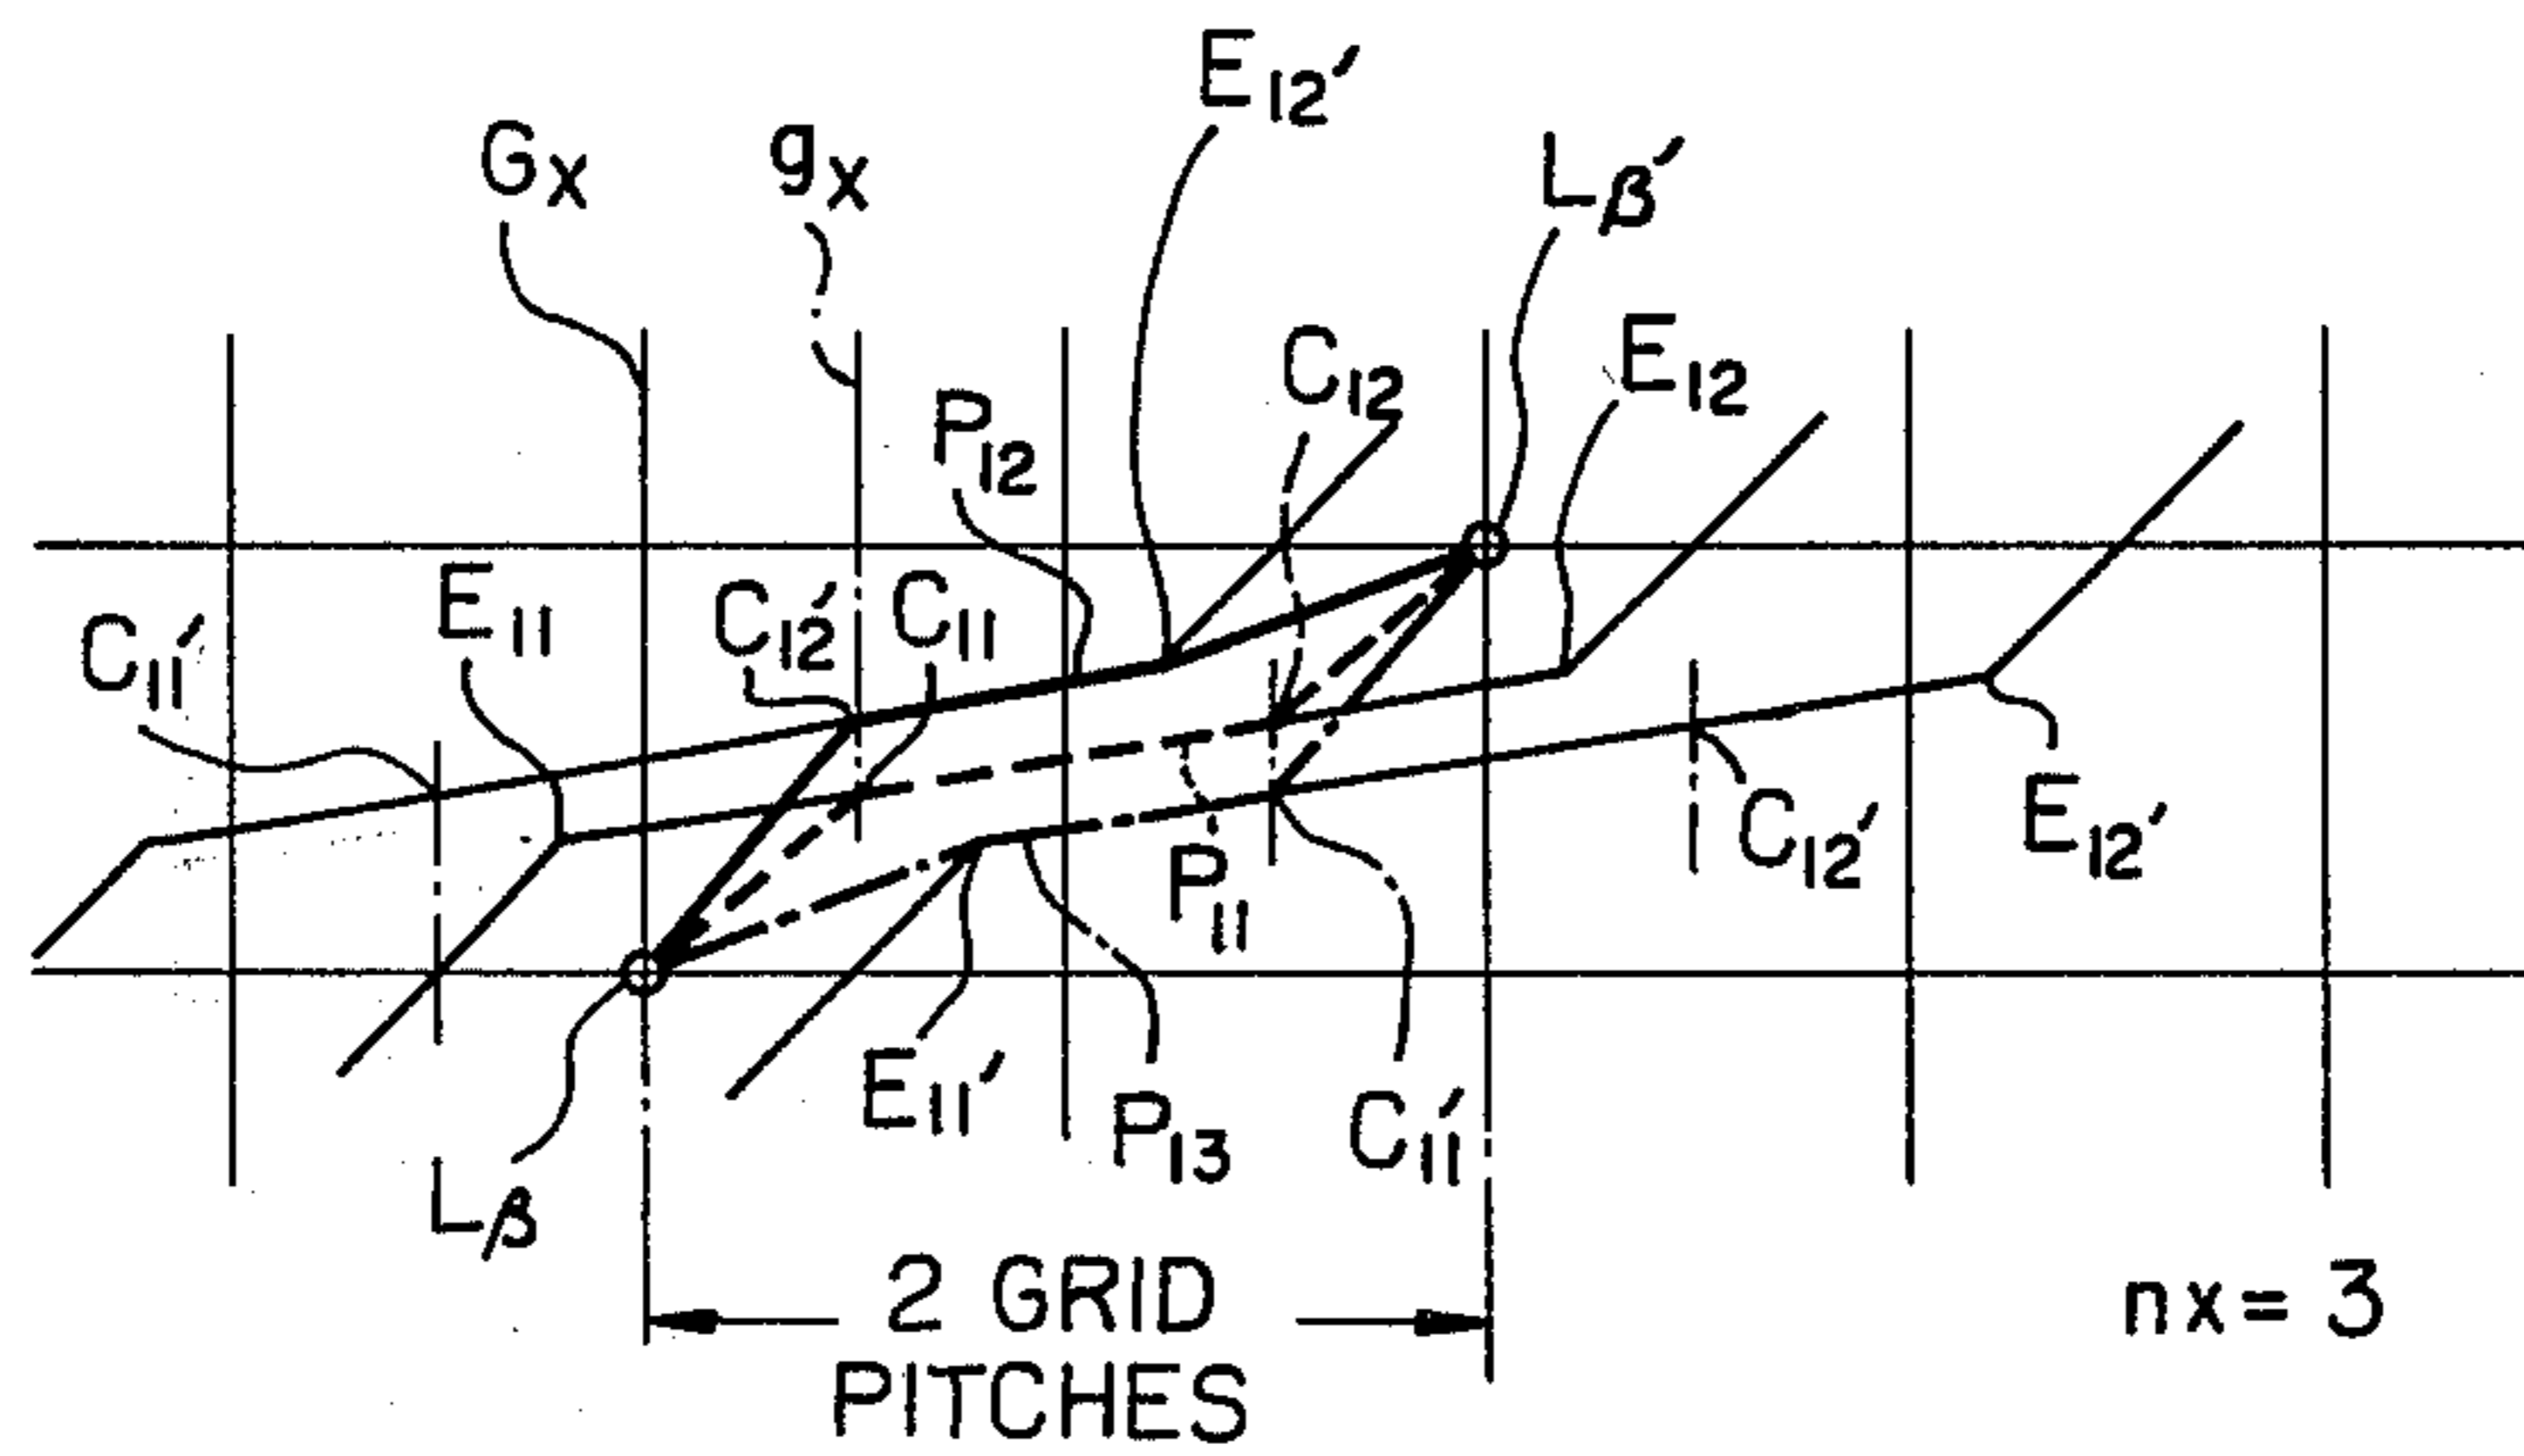 E₁₂′
Gx
gx
Lβ′
C₁₂
E₁₂
P₁₂
E₁₁
C₁₂′
C₁₁
C₁₁′
C₁₂′
E₁₂′
P₁₁
E₁₁′
P₁₃
C₁₁′
Lβ
2 GRID
PITCHES
nx = 3